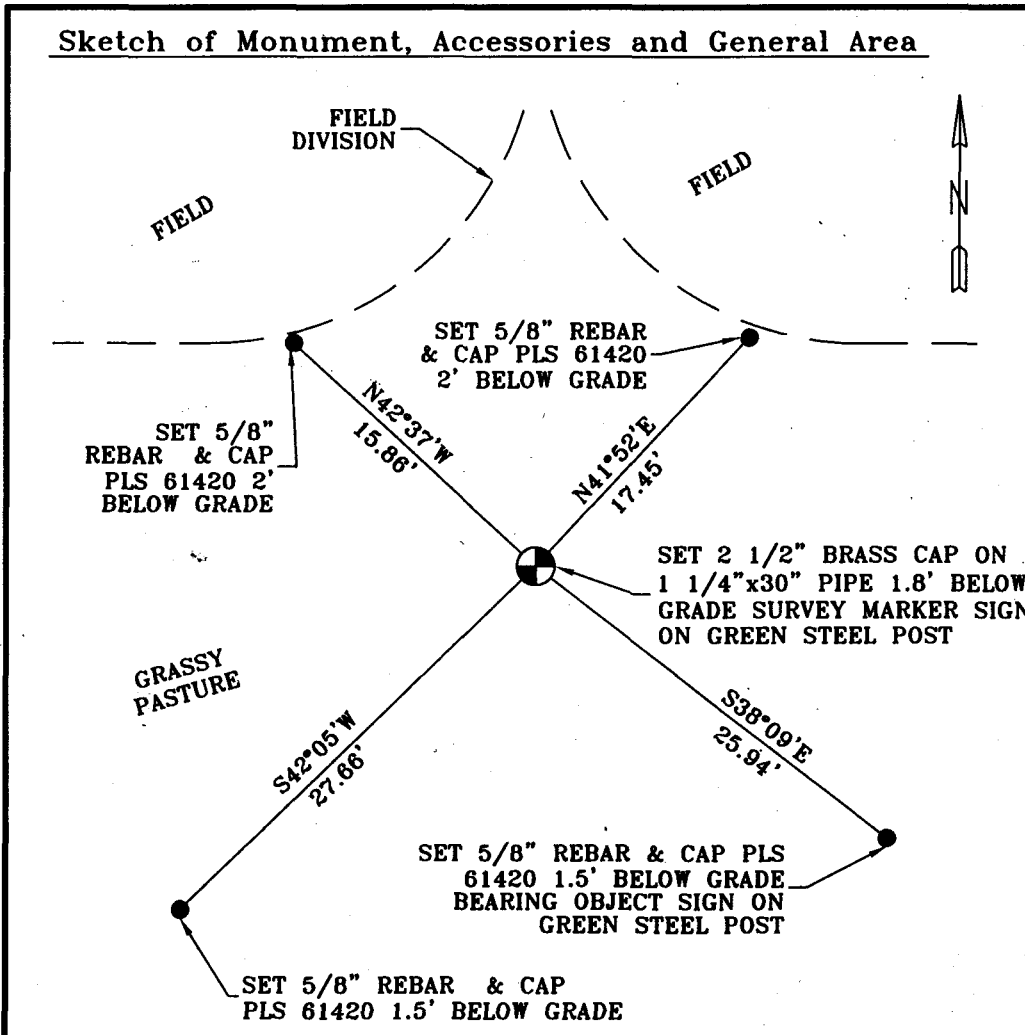 Sketch of Monument, Accessories and General Area
FIELD
DIVISION
FIELD
FIELD
N
SET 5/8" REBAR
& CAP PLS 61420
2' BELOW GRADE
SET 5/8"
REBAR & CAP
PLS 61420 2'
BELOW GRADE
N42°37'W
15.86'
N41°52'E
17.45'
SET 2 1/2" BRASS CAP ON
1 1/4"x30" PIPE 1.8' BELOW
GRADE SURVEY MARKER SIGN
ON GREEN STEEL POST
GRASSY
PASTURE
S42°05'W
27.66'
S38°09'E
25.94'
SET 5/8" REBAR & CAP PLS
61420 1.5' BELOW GRADE
BEARING OBJECT SIGN ON
GREEN STEEL POST
SET 5/8" REBAR & CAP
PLS 61420 1.5' BELOW GRADE